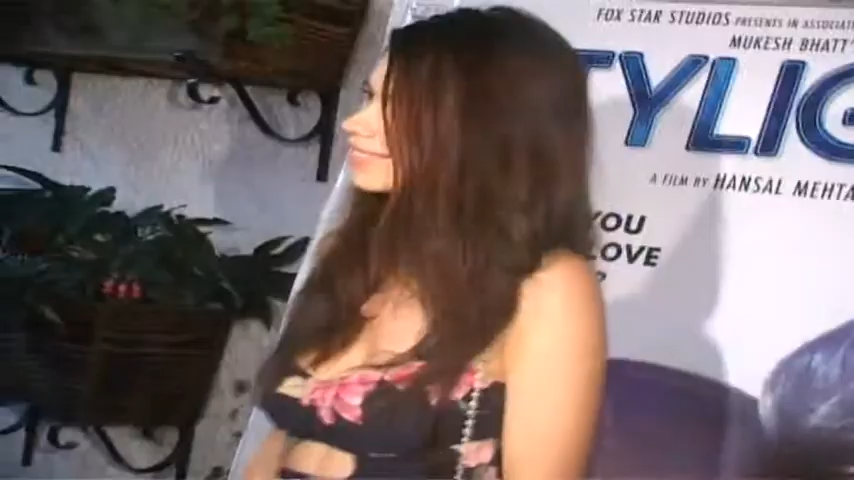 FOX STAR STUDIOS PRESENTS IN ASSOCIAT
MUKESH BHATT'
TYLIG
A FILM BY HANSAL MEHTA
YOU
LOVE
?